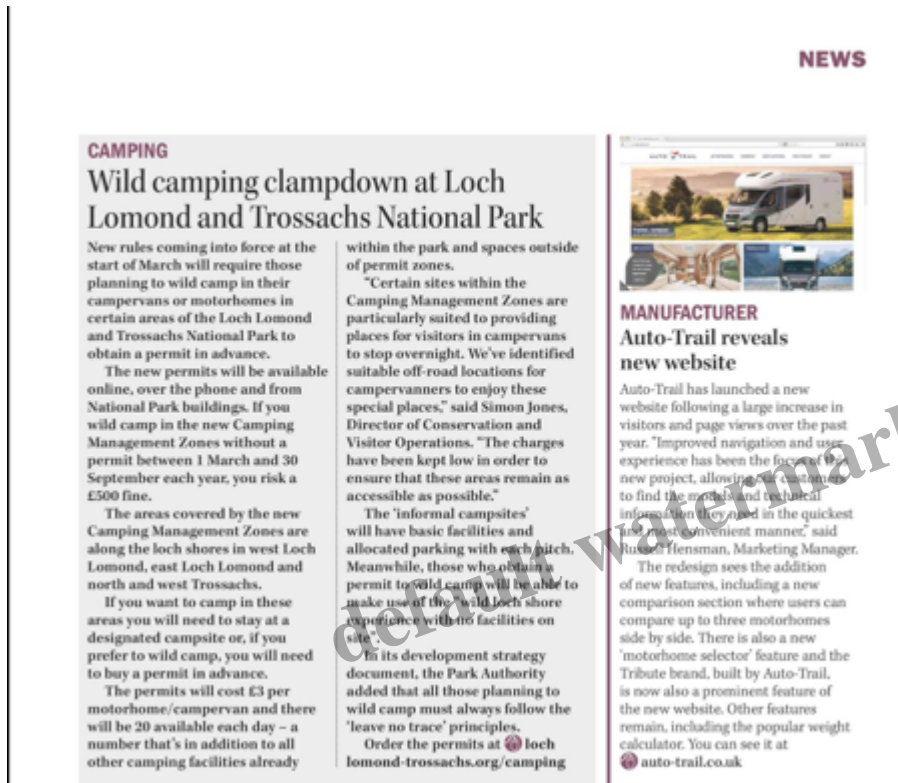 NEWS
CAMPING
Wild camping clampdown at Loch
Lomond and Trossachs National Park
New rules coming into force at the
start of March will require those
planning to wild camp in their
campervans or motorhomes in
certain areas of the Loch Lomond
and Trossachs National Park to
obtain a permit in advance.
The new permits will be available
online, over the phone and from
National Park buildings. If you
wild camp in the new Camping
Management Zones without a
permit between 1 March and 30
September each year, you risk a
£500 fine.
The areas covered by the new
Camping Management Zones are
along the loch shores in west Loch
Lomond, east Loch Lomond and
north and west Trossachs.
If you want to camp in these
areas you will need to stay at a
designated campsite or, if you
prefer to wild camp, you will need
to buy a permit in advance.
The permits will cost £3 per
motorhome/campervan and there
will be 20 available each day – a
number that's in addition to all
other camping facilities already
within the park and spaces outside
of permit zones.
"Certain sites within the
Camping Management Zones are
particularly suited to providing
places for visitors in campervans
to stop overnight. We've identified
suitable off-road locations for
campervanners to enjoy these
special places," said Simon Jones,
Director of Conservation and
Visitor Operations. "The charges
have been kept low in order to
ensure that these areas remain as
accessible as possible."
The 'informal campsites'
will have basic facilities and
allocated parking with each pitch.
Meanwhile, those who obtain a
permit to wild camp will be able to
make use of the "wild loch shore
experience with no facilities on
site".
In its development strategy
document, the Park Authority
added that all those planning to
wild camp must always follow the
'leave no trace' principles.
Order the permits at loch
lomond-trossachs.org/camping
AUTO TRAIL
MANUFACTURER
Auto-Trail reveals
new website
Auto-Trail has launched a new
website following a large increase in
visitors and page views over the past
year. "Improved navigation and user
experience has been the focus of this
new project, allowing our customers
to find the models and technical
information they need in the quickest
and most convenient manner," said
Russell Hensman, Marketing Manager.
The redesign sees the addition
of new features, including a new
comparison section where users can
compare up to three motorhomes
side by side. There is also a new
'motorhome selector' feature and the
Tribute brand, built by Auto-Trail,
is now also a prominent feature of
the new website. Other features
remain, including the popular weight
calculator. You can see it at
auto-trail.co.uk
default watermark